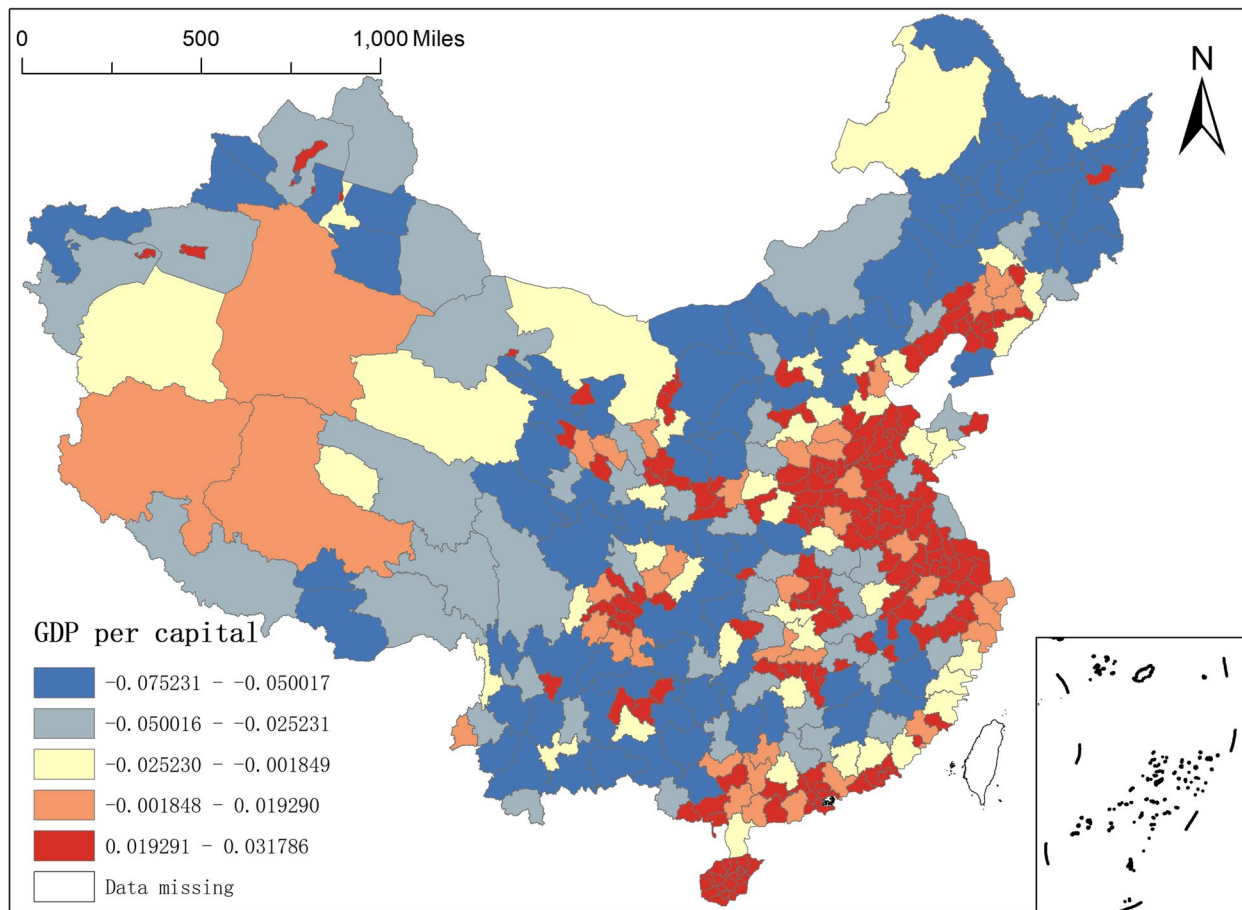 0 500 1,000 Miles
N
GDP per capital
-0.075231 - -0.050017
-0.050016 - -0.025231
-0.025230 - -0.001849
-0.001848 - 0.019290
0.019291 - 0.031786
Data missing